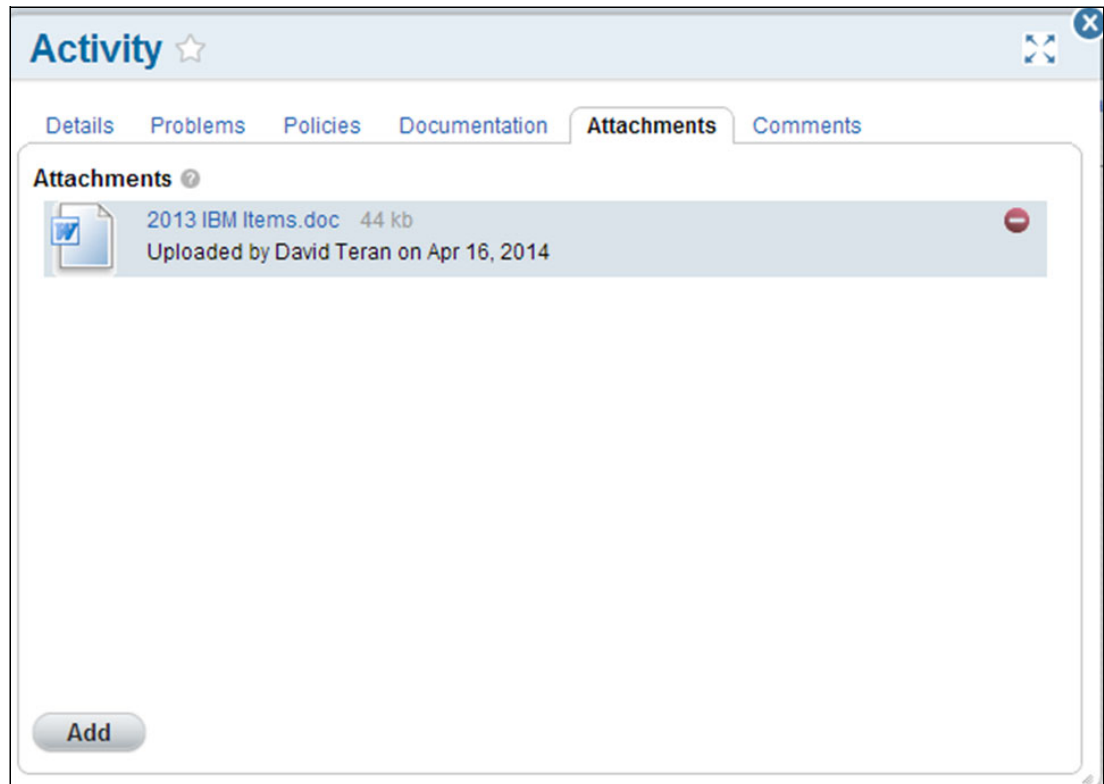 Activity
Details Problems Policies Documentation Attachments Comments
Attachments ?
W
2013 IBM Items.doc 44 kb
Uploaded by David Teran on Apr 16, 2014
Add